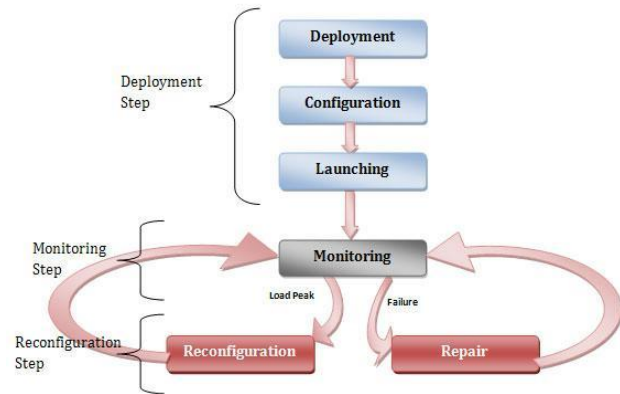 Deployment
Deployment
Step
Configuration
Launching
Monitoring
Step
Monitoring
Load Peak
Failure
Reconfiguration
Step
Reconfiguration
Repair